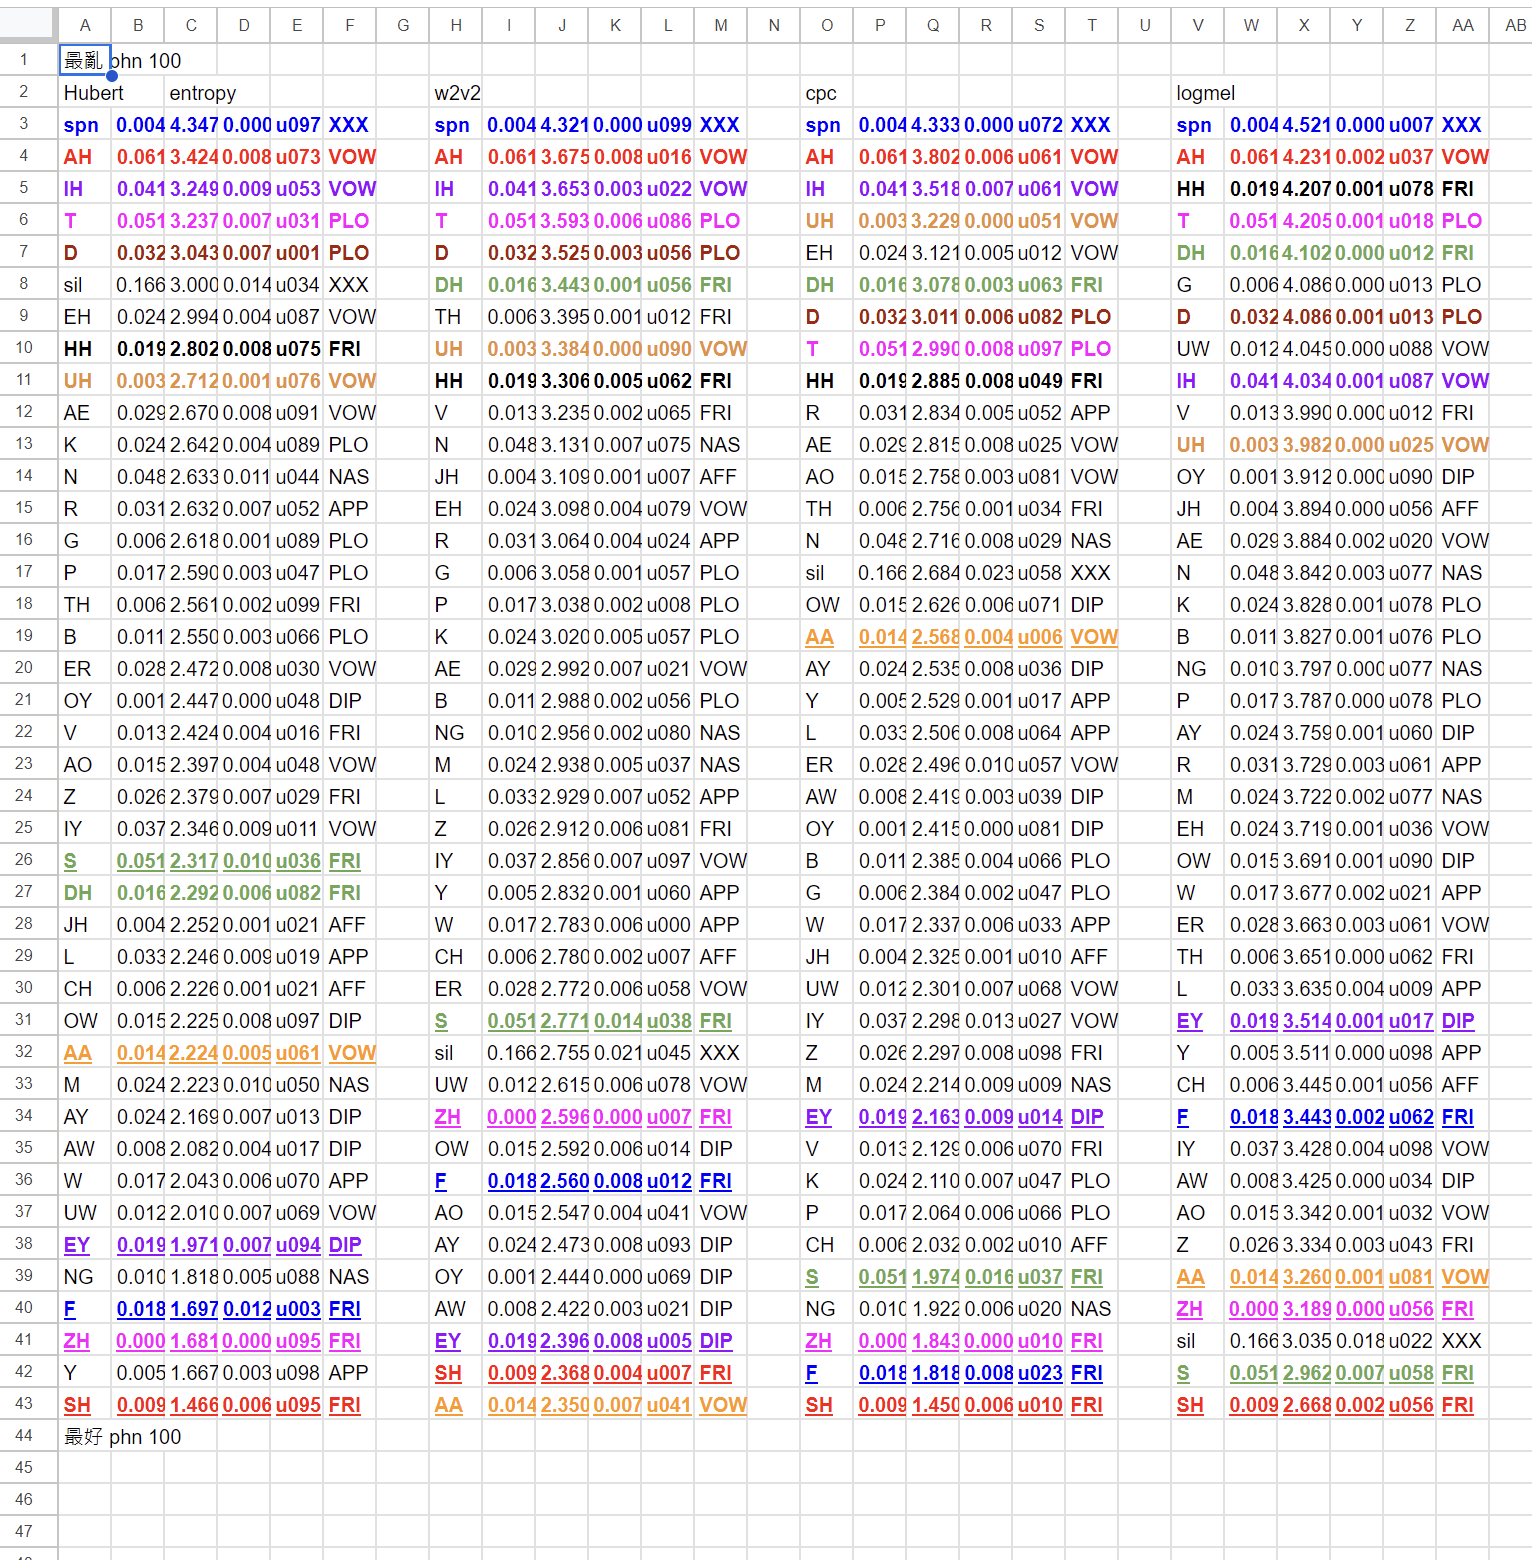 A B C D E F G H I J K L M N O P Q R S T U V W X Y Z AA AB
1 最亂 phn 100
2 Hubert entropy w2v2 cpc logmel
3 spn 0.004 4.347 0.000 u097 XXX spn 0.004 4.321 0.000 u099 XXX spn 0.004 4.333 0.000 u072 XXX spn 0.004 4.521 0.000 u007 XXX
4 AH 0.061 3.424 0.008 u073 VOW AH 0.061 3.675 0.008 u016 VOW AH 0.061 3.802 0.006 u061 VOW AH 0.061 4.231 0.002 u037 VOW
5 IH 0.041 3.249 0.009 u053 VOW IH 0.041 3.653 0.003 u022 VOW IH 0.041 3.518 0.007 u061 VOW HH 0.019 4.207 0.001 u078 FRI
6 T 0.051 3.237 0.007 u031 PLO T 0.051 3.593 0.006 u086 PLO UH 0.003 3.229 0.000 u051 VOW T 0.051 4.205 0.001 u018 PLO
7 D 0.032 3.043 0.007 u001 PLO D 0.032 3.525 0.003 u056 PLO EH 0.024 3.121 0.005 u012 VOW DH 0.016 4.102 0.000 u012 FRI
8 sil 0.166 3.000 0.014 u034 XXX DH 0.016 3.443 0.001 u056 FRI DH 0.016 3.078 0.003 u063 FRI G 0.006 4.086 0.000 u013 PLO
9 EH 0.024 2.994 0.004 u087 VOW TH 0.006 3.395 0.001 u012 FRI D 0.032 3.011 0.006 u082 PLO D 0.032 4.086 0.001 u013 PLO
10 HH 0.019 2.802 0.008 u075 FRI UH 0.003 3.384 0.000 u090 VOW T 0.051 2.990 0.008 u097 PLO UW 0.012 4.045 0.000 u088 VOW
11 UH 0.003 2.712 0.001 u076 VOW HH 0.019 3.306 0.005 u062 FRI HH 0.019 2.885 0.008 u049 FRI IH 0.041 4.034 0.001 u087 VOW
12 AE 0.029 2.670 0.008 u091 VOW V 0.013 3.235 0.002 u065 FRI R 0.031 2.834 0.005 u052 APP V 0.013 3.990 0.000 u012 FRI
13 K 0.024 2.642 0.004 u089 PLO N 0.048 3.131 0.007 u075 NAS AE 0.029 2.815 0.008 u025 VOW UH 0.003 3.982 0.000 u025 VOW
14 N 0.048 2.633 0.011 u044 NAS JH 0.004 3.109 0.001 u007 AFF AO 0.015 2.758 0.003 u081 VOW OY 0.001 3.912 0.000 u090 DIP
15 R 0.031 2.632 0.007 u052 APP EH 0.024 3.098 0.004 u079 VOW TH 0.006 2.756 0.001 u034 FRI JH 0.004 3.894 0.000 u056 AFF
16 G 0.006 2.618 0.001 u089 PLO R 0.031 3.064 0.004 u024 APP N 0.048 2.716 0.008 u029 NAS AE 0.029 3.884 0.002 u020 VOW
17 P 0.017 2.590 0.003 u047 PLO G 0.006 3.058 0.001 u057 PLO sil 0.166 2.684 0.023 u058 XXX N 0.048 3.842 0.003 u077 NAS
18 TH 0.006 2.561 0.002 u099 FRI P 0.017 3.038 0.002 u008 PLO OW 0.015 2.626 0.006 u071 DIP K 0.024 3.828 0.001 u078 PLO
19 B 0.011 2.550 0.003 u066 PLO K 0.024 3.020 0.005 u057 PLO AA 0.014 2.568 0.004 u006 VOW B 0.011 3.827 0.001 u076 PLO
20 ER 0.028 2.472 0.008 u030 VOW AE 0.029 2.992 0.007 u021 VOW AY 0.024 2.535 0.008 u036 DIP NG 0.010 3.797 0.000 u077 NAS
21 OY 0.001 2.447 0.000 u048 DIP B 0.011 2.988 0.002 u056 PLO Y 0.005 2.529 0.001 u017 APP P 0.017 3.787 0.000 u078 PLO
22 V 0.013 2.424 0.004 u016 FRI NG 0.010 2.956 0.002 u080 NAS L 0.033 2.506 0.008 u064 APP AY 0.024 3.759 0.001 u060 DIP
23 AO 0.015 2.397 0.004 u048 VOW M 0.024 2.938 0.005 u037 NAS ER 0.028 2.496 0.010 u057 VOW R 0.031 3.729 0.003 u061 APP
24 Z 0.026 2.379 0.007 u029 FRI L 0.033 2.929 0.007 u052 APP AW 0.008 2.419 0.003 u039 DIP M 0.024 3.722 0.002 u077 NAS
25 IY 0.037 2.346 0.009 u011 VOW Z 0.026 2.912 0.006 u081 FRI OY 0.001 2.415 0.000 u081 DIP EH 0.024 3.719 0.001 u036 VOW
26 S 0.051 2.317 0.010 u036 FRI IY 0.037 2.856 0.007 u097 VOW B 0.011 2.385 0.004 u066 PLO OW 0.015 3.691 0.001 u090 DIP
27 DH 0.016 2.292 0.006 u082 FRI Y 0.005 2.832 0.001 u060 APP G 0.006 2.384 0.002 u047 PLO W 0.017 3.677 0.002 u021 APP
28 JH 0.004 2.252 0.001 u021 AFF W 0.017 2.783 0.006 u000 APP W 0.017 2.337 0.006 u033 APP ER 0.028 3.663 0.003 u061 VOW
29 L 0.033 2.246 0.009 u019 APP CH 0.006 2.780 0.002 u007 AFF JH 0.004 2.325 0.001 u010 AFF TH 0.006 3.651 0.000 u062 FRI
30 CH 0.006 2.226 0.001 u021 AFF ER 0.028 2.772 0.006 u058 VOW UW 0.012 2.301 0.007 u068 VOW L 0.033 3.635 0.004 u009 APP
31 OW 0.015 2.225 0.008 u097 DIP S 0.051 2.771 0.014 u038 FRI IY 0.037 2.298 0.013 u027 VOW EY 0.019 3.514 0.001 u017 DIP
32 AA 0.014 2.224 0.005 u061 VOW sil 0.166 2.755 0.021 u045 XXX Z 0.026 2.297 0.008 u098 FRI Y 0.005 3.511 0.000 u098 APP
33 M 0.024 2.223 0.010 u050 NAS UW 0.012 2.615 0.006 u078 VOW M 0.024 2.214 0.009 u009 NAS CH 0.006 3.445 0.001 u056 AFF
34 AY 0.024 2.169 0.007 u013 DIP ZH 0.000 2.596 0.000 u007 FRI EY 0.019 2.163 0.009 u014 DIP F 0.018 3.443 0.002 u062 FRI
35 AW 0.008 2.082 0.004 u017 DIP OW 0.015 2.592 0.006 u014 DIP V 0.013 2.129 0.006 u070 FRI IY 0.037 3.428 0.004 u098 VOW
36 W 0.017 2.043 0.006 u070 APP F 0.018 2.560 0.008 u012 FRI K 0.024 2.110 0.007 u047 PLO AW 0.008 3.425 0.000 u034 DIP
37 UW 0.012 2.010 0.007 u069 VOW AO 0.015 2.547 0.004 u041 VOW P 0.017 2.064 0.006 u066 PLO AO 0.015 3.342 0.001 u032 VOW
38 EY 0.019 1.971 0.007 u094 DIP AY 0.024 2.473 0.008 u093 DIP CH 0.006 2.032 0.002 u010 AFF Z 0.026 3.334 0.003 u043 FRI
39 NG 0.010 1.818 0.005 u088 NAS OY 0.001 2.444 0.000 u069 DIP S 0.051 1.974 0.016 u037 FRI AA 0.014 3.260 0.001 u081 VOW
40 F 0.018 1.697 0.012 u003 FRI AW 0.008 2.422 0.003 u021 DIP NG 0.010 1.922 0.006 u020 NAS ZH 0.000 3.189 0.000 u056 FRI
41 ZH 0.000 1.681 0.000 u095 FRI EY 0.019 2.396 0.008 u005 DIP ZH 0.000 1.843 0.000 u010 FRI sil 0.166 3.035 0.018 u022 XXX
42 Y 0.005 1.667 0.003 u098 APP SH 0.009 2.368 0.004 u007 FRI F 0.018 1.818 0.008 u023 FRI S 0.051 2.962 0.007 u058 FRI
43 SH 0.009 1.466 0.006 u095 FRI AA 0.014 2.350 0.007 u041 VOW SH 0.009 1.450 0.006 u010 FRI SH 0.009 2.668 0.002 u056 FRI
44 最好 phn 100
45
46
47